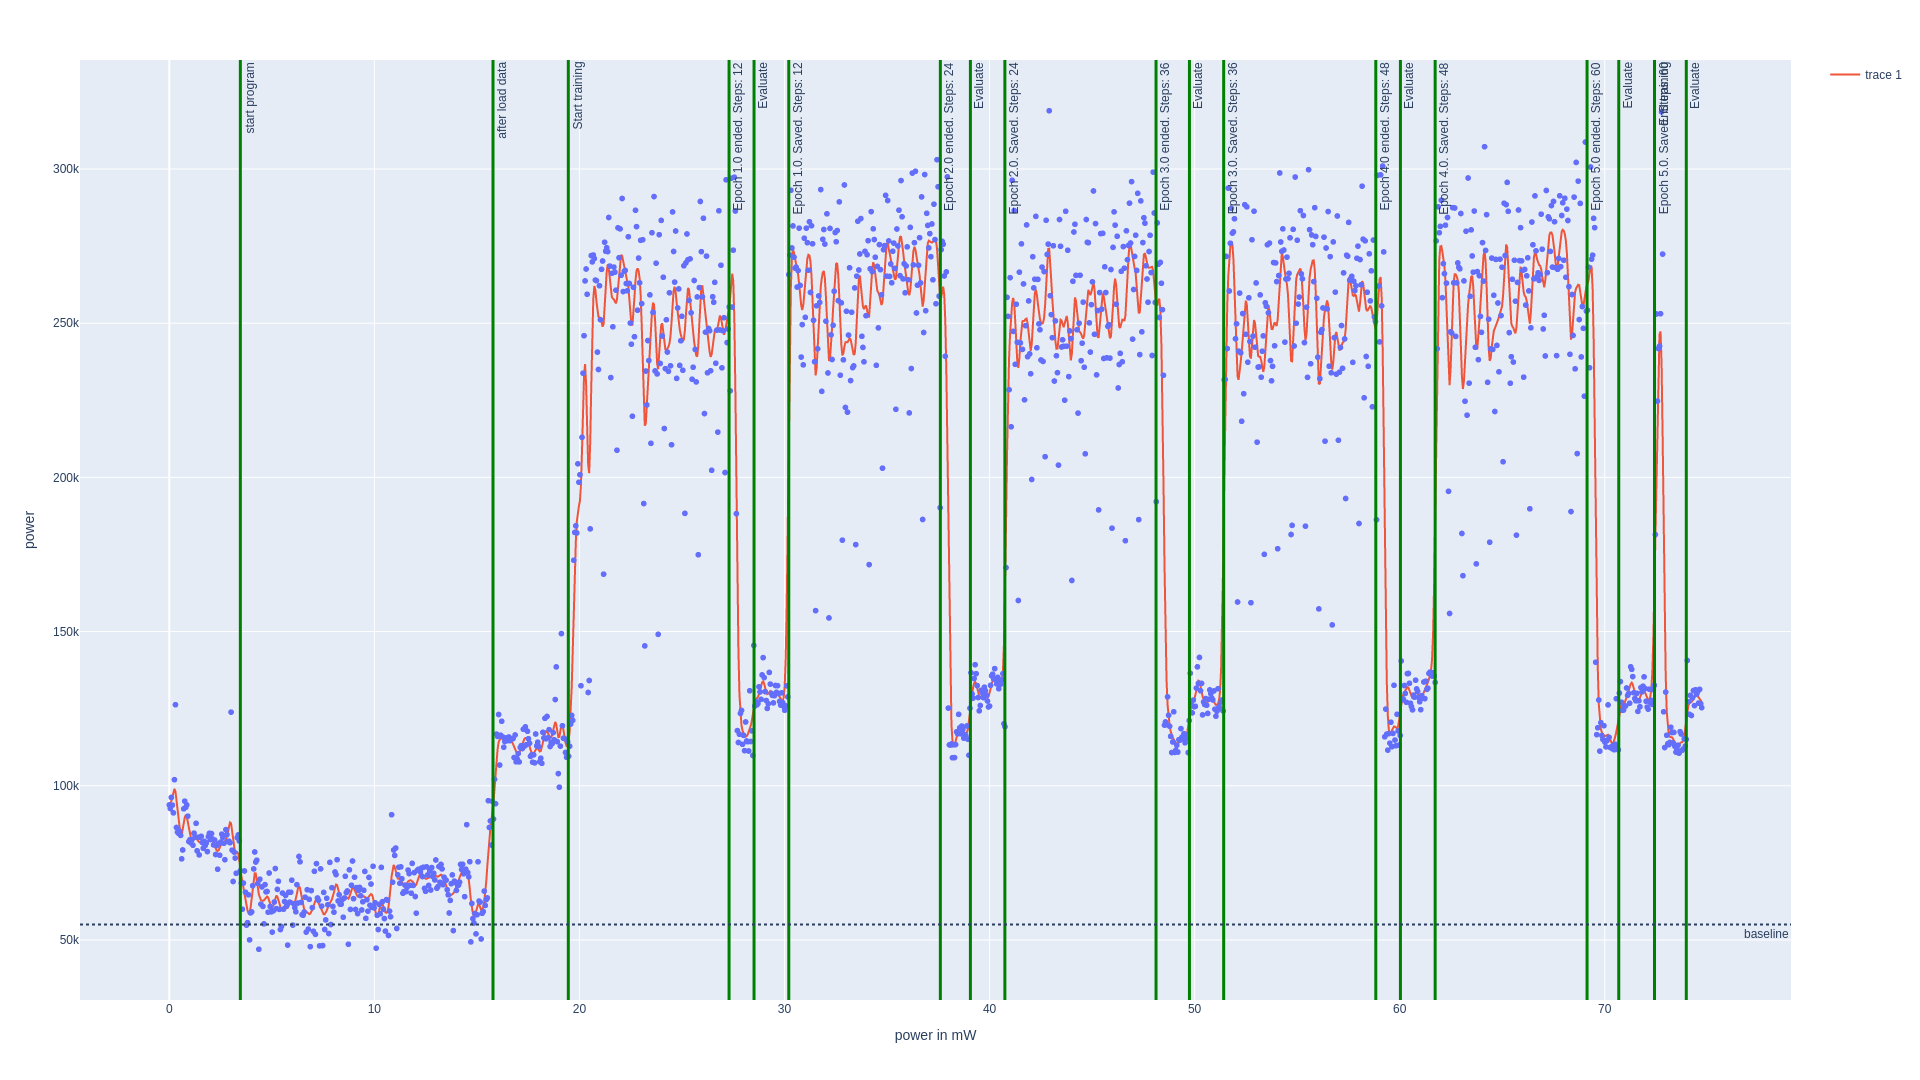 start program
after load data
Start training
Epoch 1.0 ended. Steps: 12
Evaluate
Epoch 1.0. Saved. Steps: 12
Epoch 2.0 ended. Steps: 24
Evaluate
Epoch 2.0. Saved. Steps: 24
Epoch 3.0 ended. Steps: 36
Evaluate
Epoch 3.0. Saved. Steps: 36
Epoch 4.0 ended. Steps: 48
Evaluate
Epoch 4.0. Saved. Steps: 48
Epoch 5.0 ended. Steps: 60
Evaluate
Epoch 5.0. Saved.
Evaluate
trace 1
300k
250k
200k
150k
100k
50k
power
baseline
0
10
20
30
40
50
60
70
power in mW